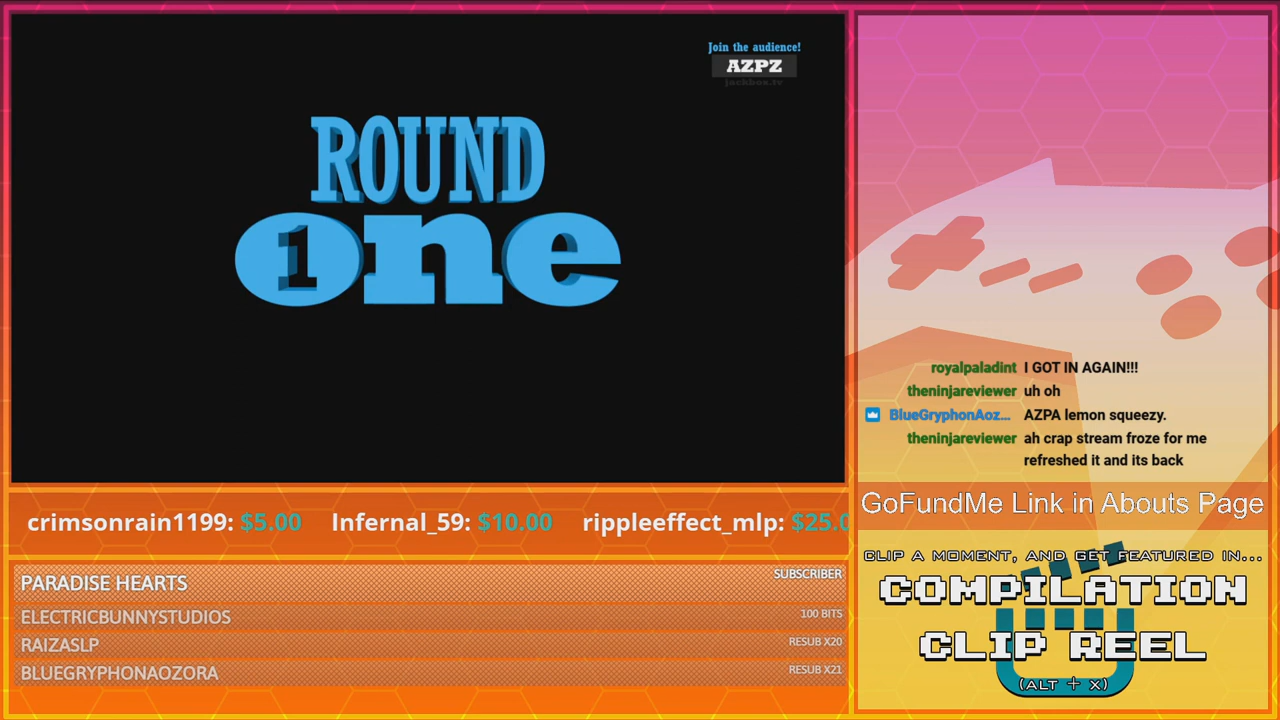 Join the audience!
AZPZ
jackbox.tv
ROUND
1 one
royalpaladint I GOT IN AGAIN!!!
theninjareviewer uh oh
BlueGryphonAoz... AZPA lemon squeezy.
theninjareviewer ah crap stream froze for me
refreshed it and its back
GoFundMe Link in Abouts Page
CLIP A MOMENT, AND GET FEATURED IN...
COMPILATION
CLIP REEL
(ALT + X)
crimsonrain1199: $5.00 Infernal_59: $10.00 rippleeffect_mlp: $25.0
PARADISE HEARTS SUBSCRIBER
ELECTRICBUNNYSTUDIOS 100 BITS
RAIZASLP RESUB X20
BLUEGRYPHONAOZORA RESUB X21